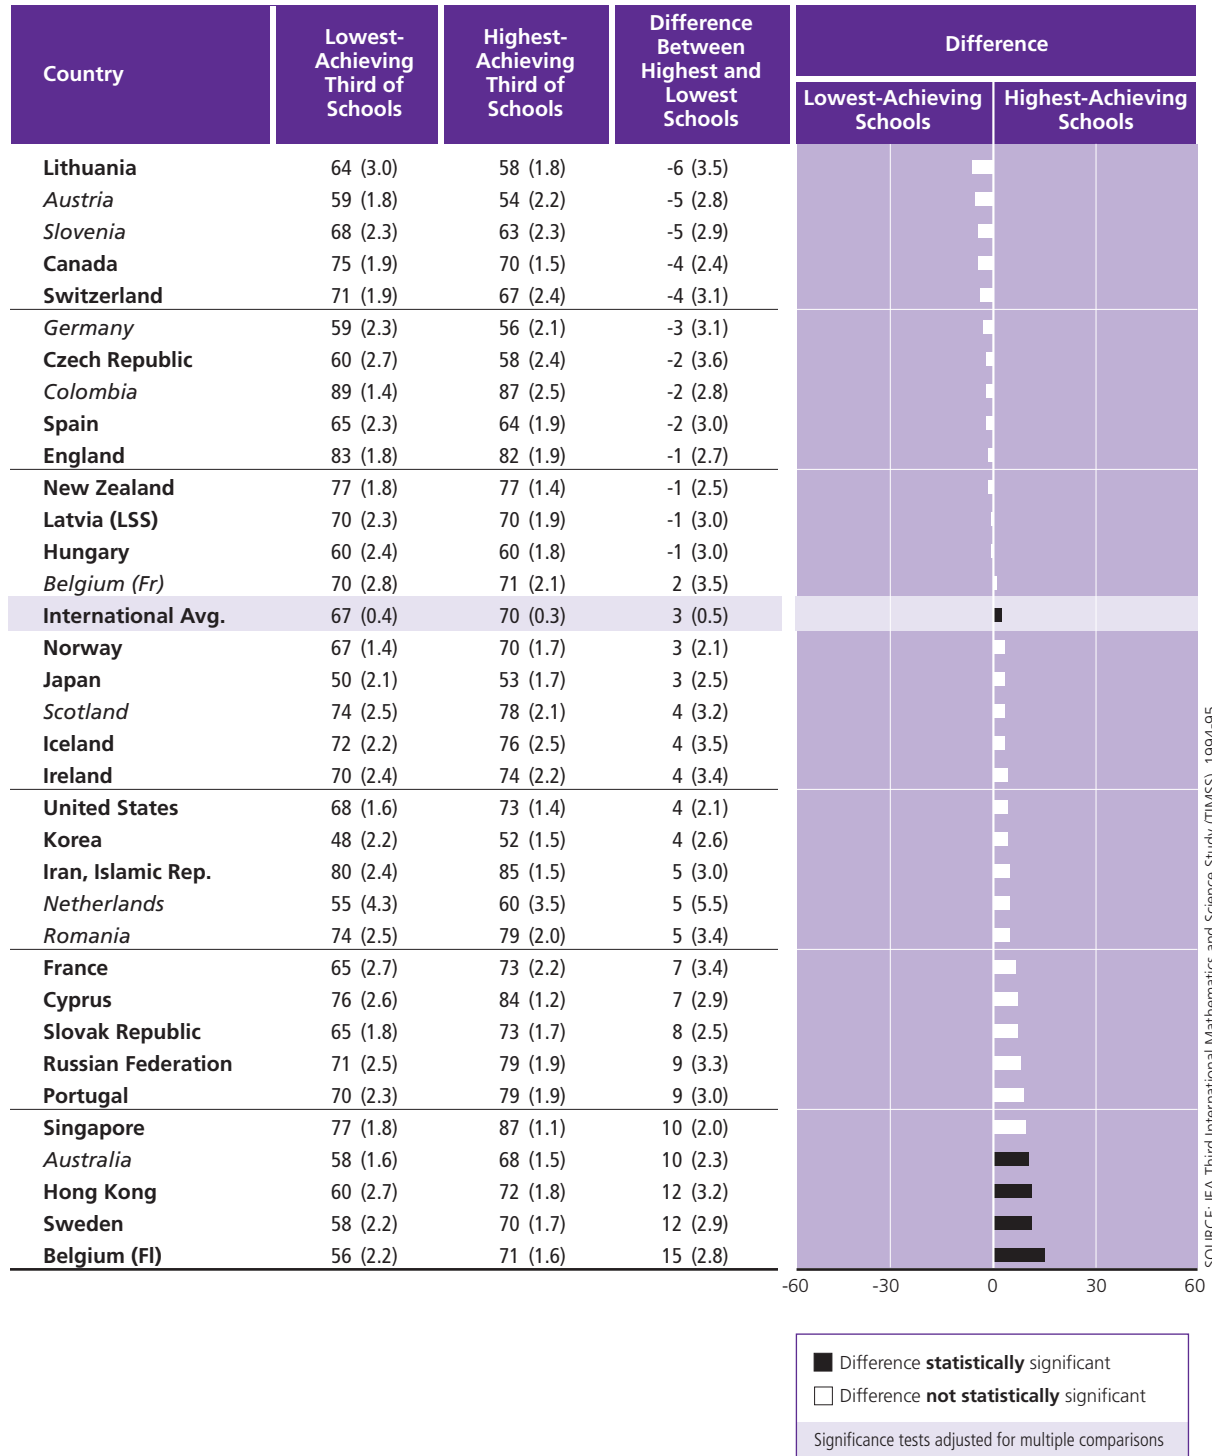 Country
Lowest-
Achieving
Third of
Schools
Highest-
Achieving
Third of
Schools
Difference
Between
Highest and
Lowest
Schools
Difference
Lowest-Achieving
Schools
Highest-Achieving
Schools
Lithuania 64 (3.0) 58 (1.8) -6 (3.5)
Austria 59 (1.8) 54 (2.2) -5 (2.8)
Slovenia 68 (2.3) 63 (2.3) -5 (2.9)
Canada 75 (1.9) 70 (1.5) -4 (2.4)
Switzerland 71 (1.9) 67 (2.4) -4 (3.1)
Germany 59 (2.3) 56 (2.1) -3 (3.1)
Czech Republic 60 (2.7) 58 (2.4) -2 (3.6)
Colombia 89 (1.4) 87 (2.5) -2 (2.8)
Spain 65 (2.3) 64 (1.9) -2 (3.0)
England 83 (1.8) 82 (1.9) -1 (2.7)
New Zealand 77 (1.8) 77 (1.4) -1 (2.5)
Latvia (LSS) 70 (2.3) 70 (1.9) -1 (3.0)
Hungary 60 (2.4) 60 (1.8) -1 (3.0)
Belgium (Fr) 70 (2.8) 71 (2.1) 2 (3.5)
International Avg. 67 (0.4) 70 (0.3) 3 (0.5)
Norway 67 (1.4) 70 (1.7) 3 (2.1)
Japan 50 (2.1) 53 (1.7) 3 (2.5)
Scotland 74 (2.5) 78 (2.1) 4 (3.2)
Iceland 72 (2.2) 76 (2.5) 4 (3.5)
Ireland 70 (2.4) 74 (2.2) 4 (3.4)
United States 68 (1.6) 73 (1.4) 4 (2.1)
Korea 48 (2.2) 52 (1.5) 4 (2.6)
Iran, Islamic Rep. 80 (2.4) 85 (1.5) 5 (3.0)
Netherlands 55 (4.3) 60 (3.5) 5 (5.5)
Romania 74 (2.5) 79 (2.0) 5 (3.4)
France 65 (2.7) 73 (2.2) 7 (3.4)
Cyprus 76 (2.6) 84 (1.2) 7 (2.9)
Slovak Republic 65 (1.8) 73 (1.7) 8 (2.5)
Russian Federation 71 (2.5) 79 (1.9) 9 (3.3)
Portugal 70 (2.3) 79 (1.9) 9 (3.0)
Singapore 77 (1.8) 87 (1.1) 10 (2.0)
Australia 58 (1.6) 68 (1.5) 10 (2.3)
Hong Kong 60 (2.7) 72 (1.8) 12 (3.2)
Sweden 58 (2.2) 70 (1.7) 12 (2.9)
Belgium (Fl) 56 (2.2) 71 (1.6) 15 (2.8)
-60 -30 0 30 60
Difference statistically significant
Difference not statistically significant
Significance tests adjusted for multiple comparisons
SOURCE: IEA Third International Mathematics and Science Study (TIMSS), 1994-95